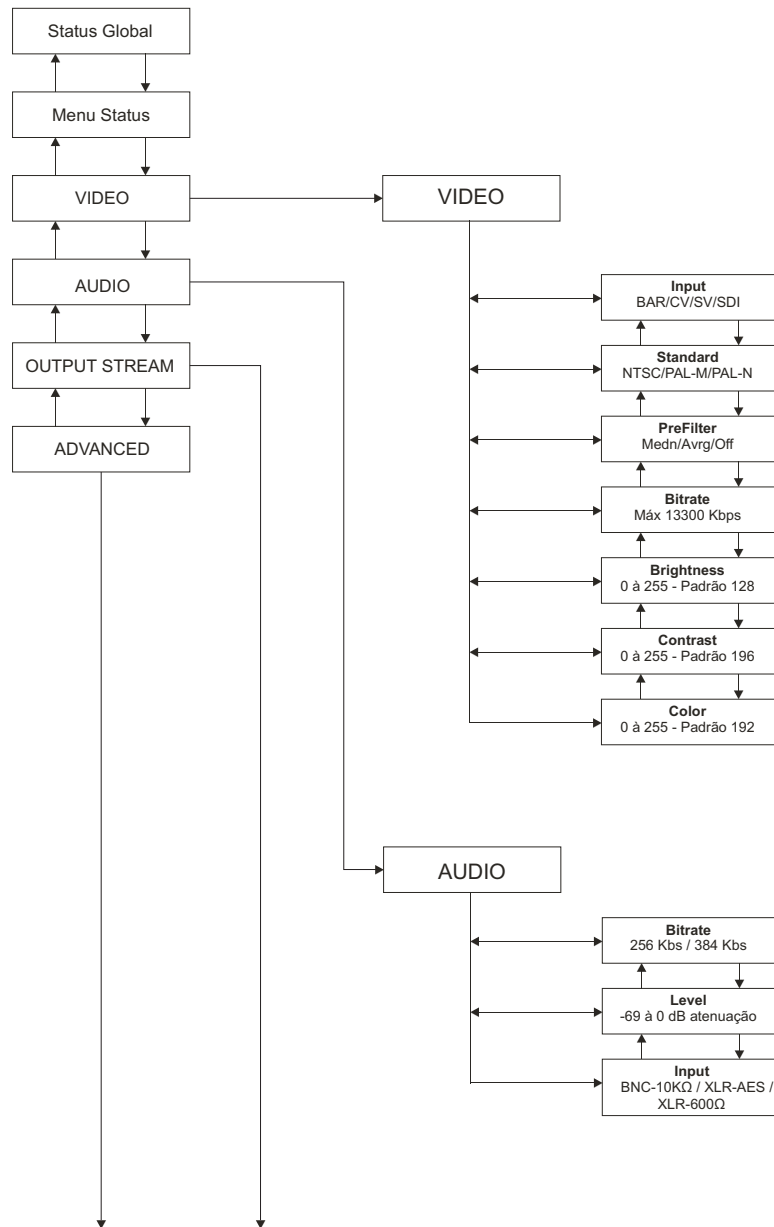 Status Global
Menu Status
VIDEO
AUDIO
OUTPUT STREAM
ADVANCED
VIDEO
Input
BAR/CV/SV/SDI
Standard
NTSC/PAL-M/PAL-N
PreFilter
Medn/Avrg/Off
Bitrate
Máx 13300 Kbps
Brightness
0 à 255 - Padrão 128
Contrast
0 à 255 - Padrão 196
Color
0 à 255 - Padrão 192
AUDIO
Bitrate
256 Kbs / 384 Kbs
Level
-69 à 0 dB atenuação
Input
BNC-10KΩ / XLR-AES /
XLR-600Ω